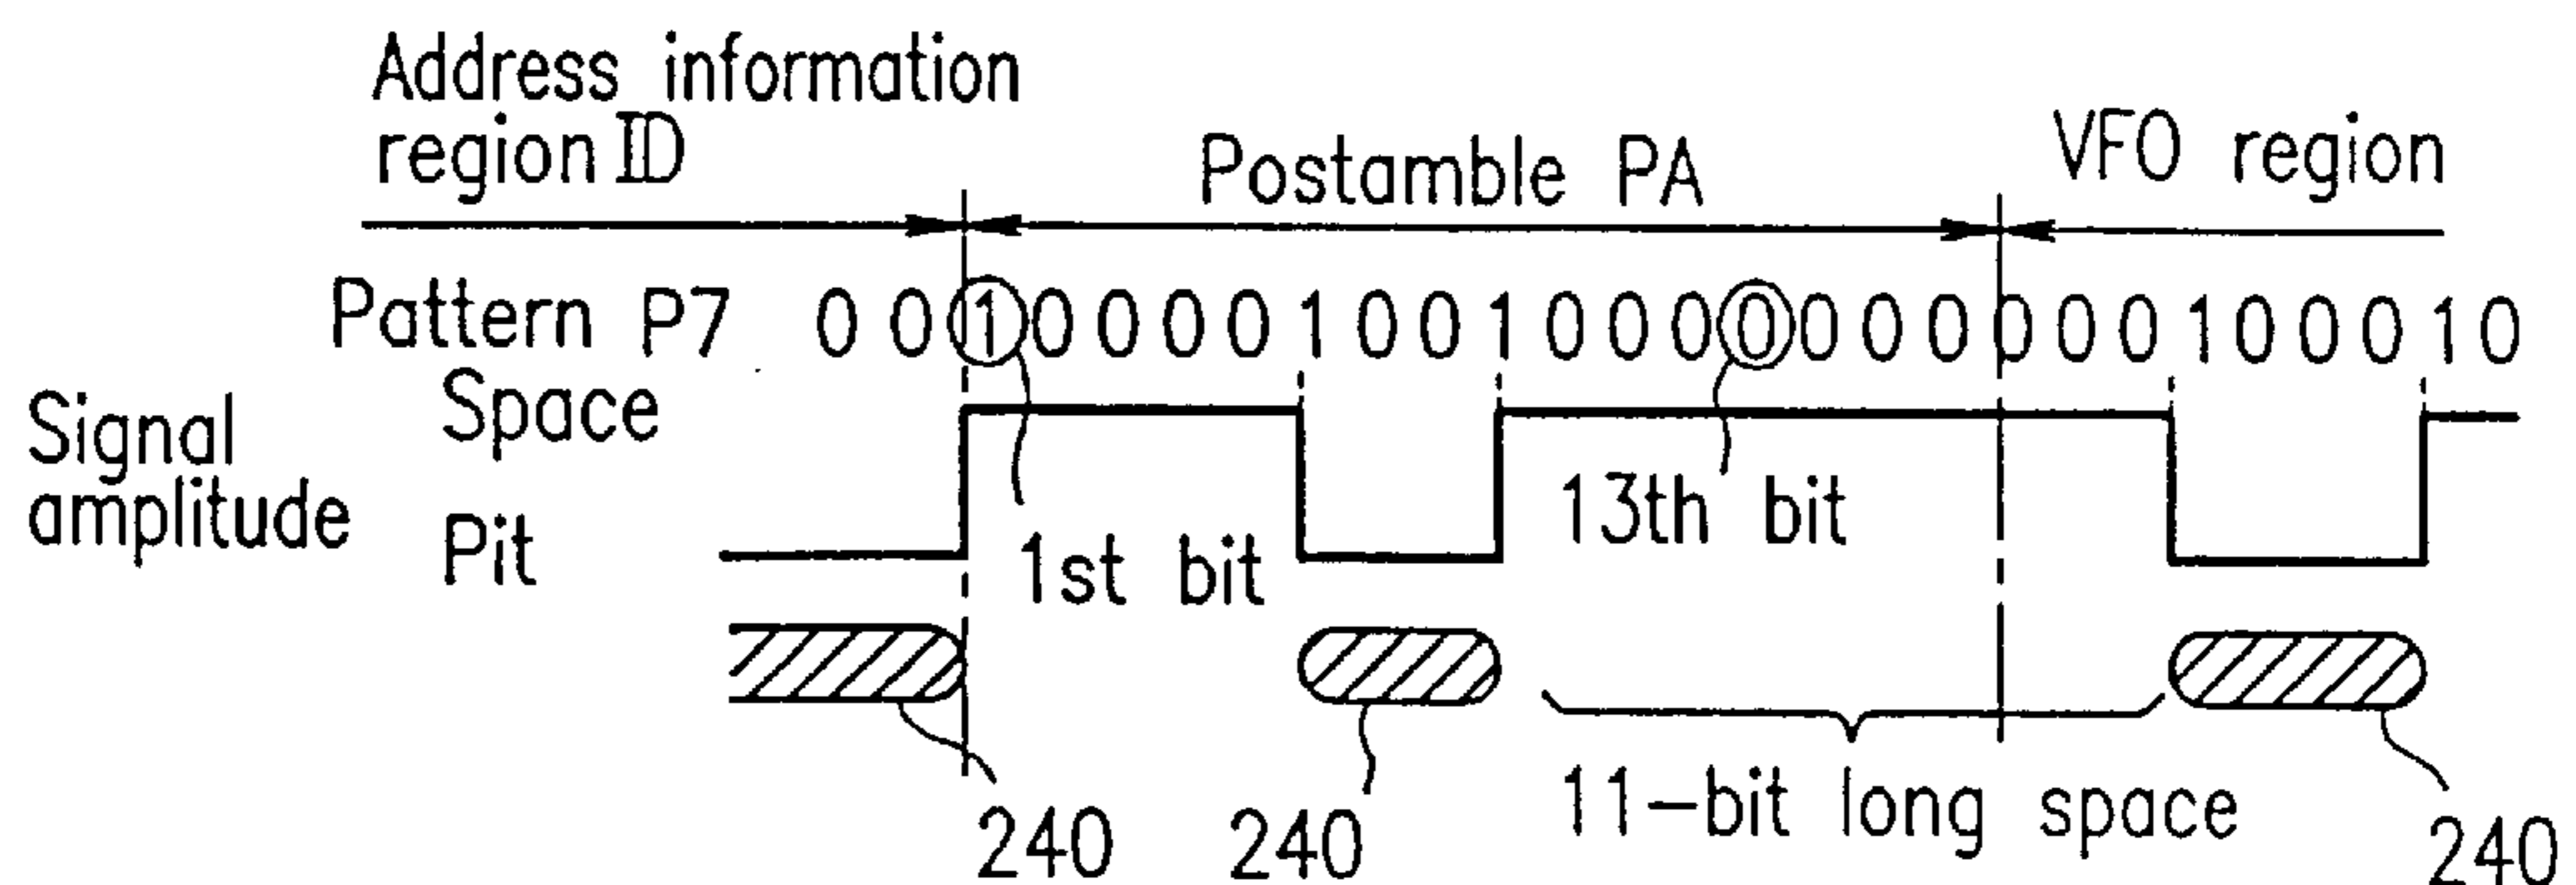 Address information
region ID
Postamble PA
VFO region
Pattern P7 0 0 1 0 0 0 0 1 0 0 1 0 0 0 0 0 0 0 0 0 0 1 0 0 0 1 0
Signal
amplitude
Space
Pit
1st bit
13th bit
11-bit long space
240
240
240